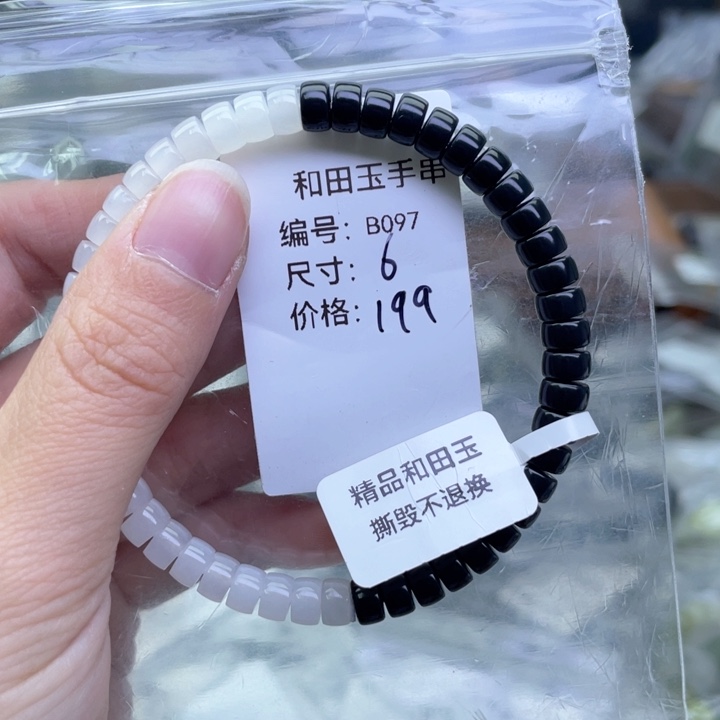 和田玉手串
编号：B097
尺寸：6
价格：199
精品和田玉
撕毁不退换